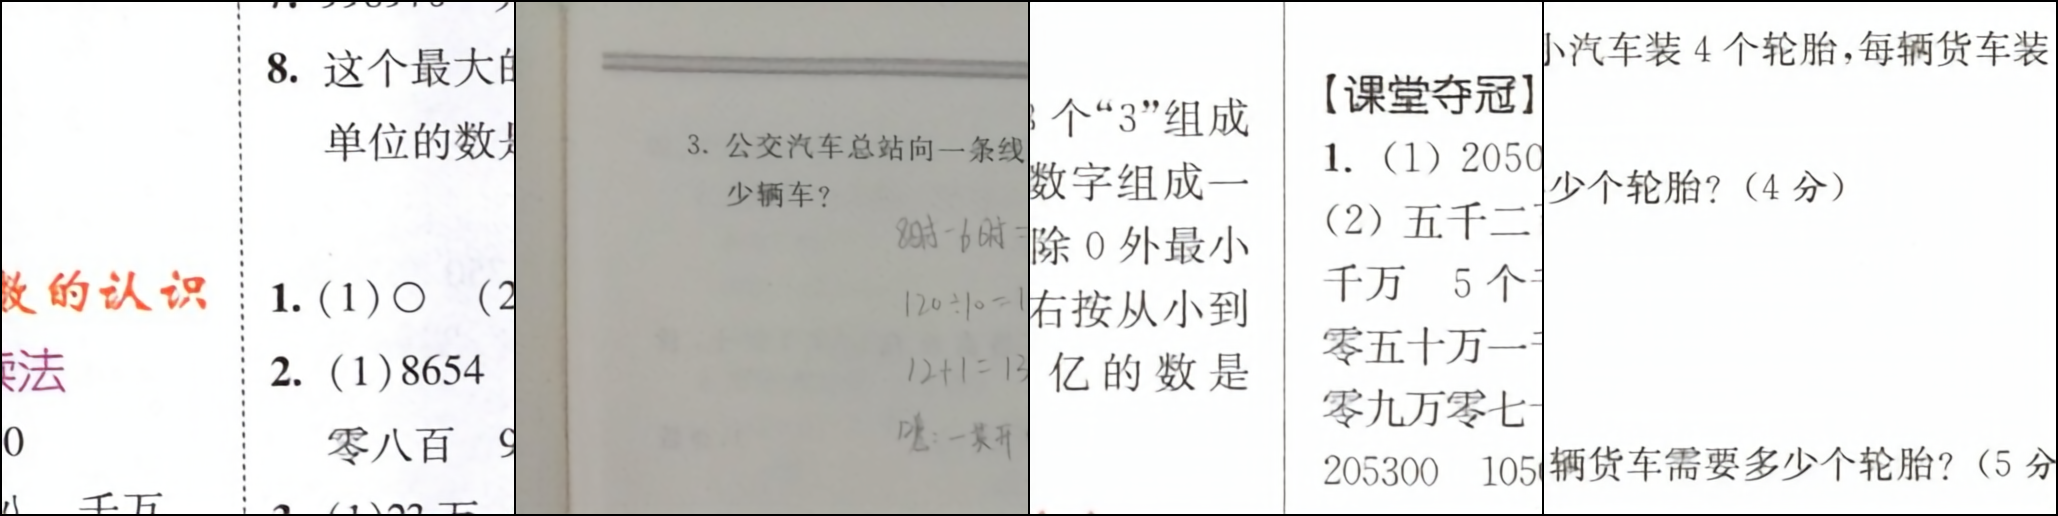 8. 这个最大的
单位的数是
数的认识
1. (1)○ (2
读法
2. (1)8654
0
零八百 9
3. 公交汽车总站向一条线
少辆车?
8时-6时=
120÷10=1
12+1=13
答:一共开
个“3”组成
数字组成一
除 0 外最小
右按从小到
亿的数是
【课堂夺冠】
1. (1) 2050
(2) 五千二
千万 5 个
零五十万一千
零九万零七
205300 1050
小汽车装 4 个轮胎,每辆货车装
少个轮胎? (4 分)
辆货车需要多少个轮胎? (5 分